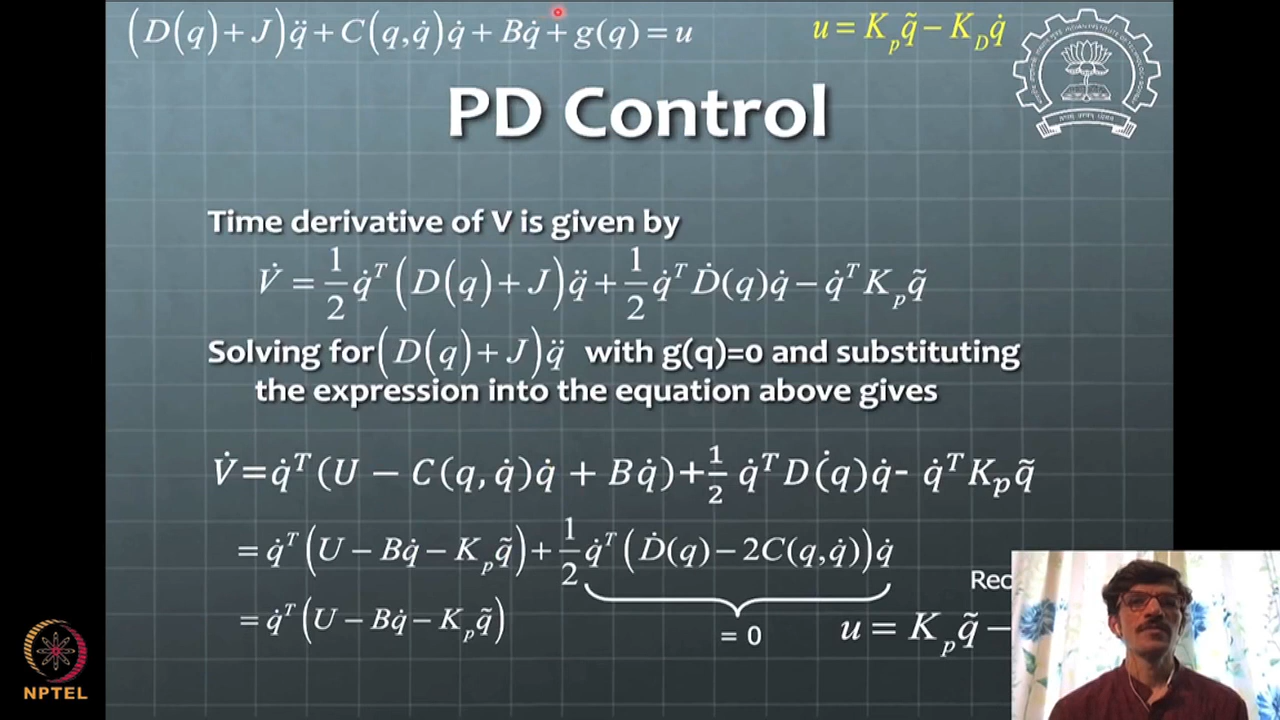 (D(q)+J)q̈+C(q,q̇)q̇+Bq̇+g(q)=u
u=K_p q̃−K_D q̇
PD Control
Time derivative of V is given by
V̇ = 1/2 q̇^T (D(q)+J)q̈ + 1/2 q̇^T Ḋ(q)q̇ − q̇^T K_p q̃
Solving for (D(q)+J)q̈ with g(q)=0 and substituting
the expression into the equation above gives
V̇=q̇^T(U − C(q,q̇)q̇ + Bq̇)+1/2 q̇^T Ḋ(q)q̇- q̇^T K_p q̃
= q̇^T (U − Bq̇ − K_p q̃) + 1/2 q̇^T (Ḋ(q)−2C(q,q̇))q̇
= q̇^T (U − Bq̇ − K_p q̃)
= 0
Rec
u = K_p q̃ −
NPTEL